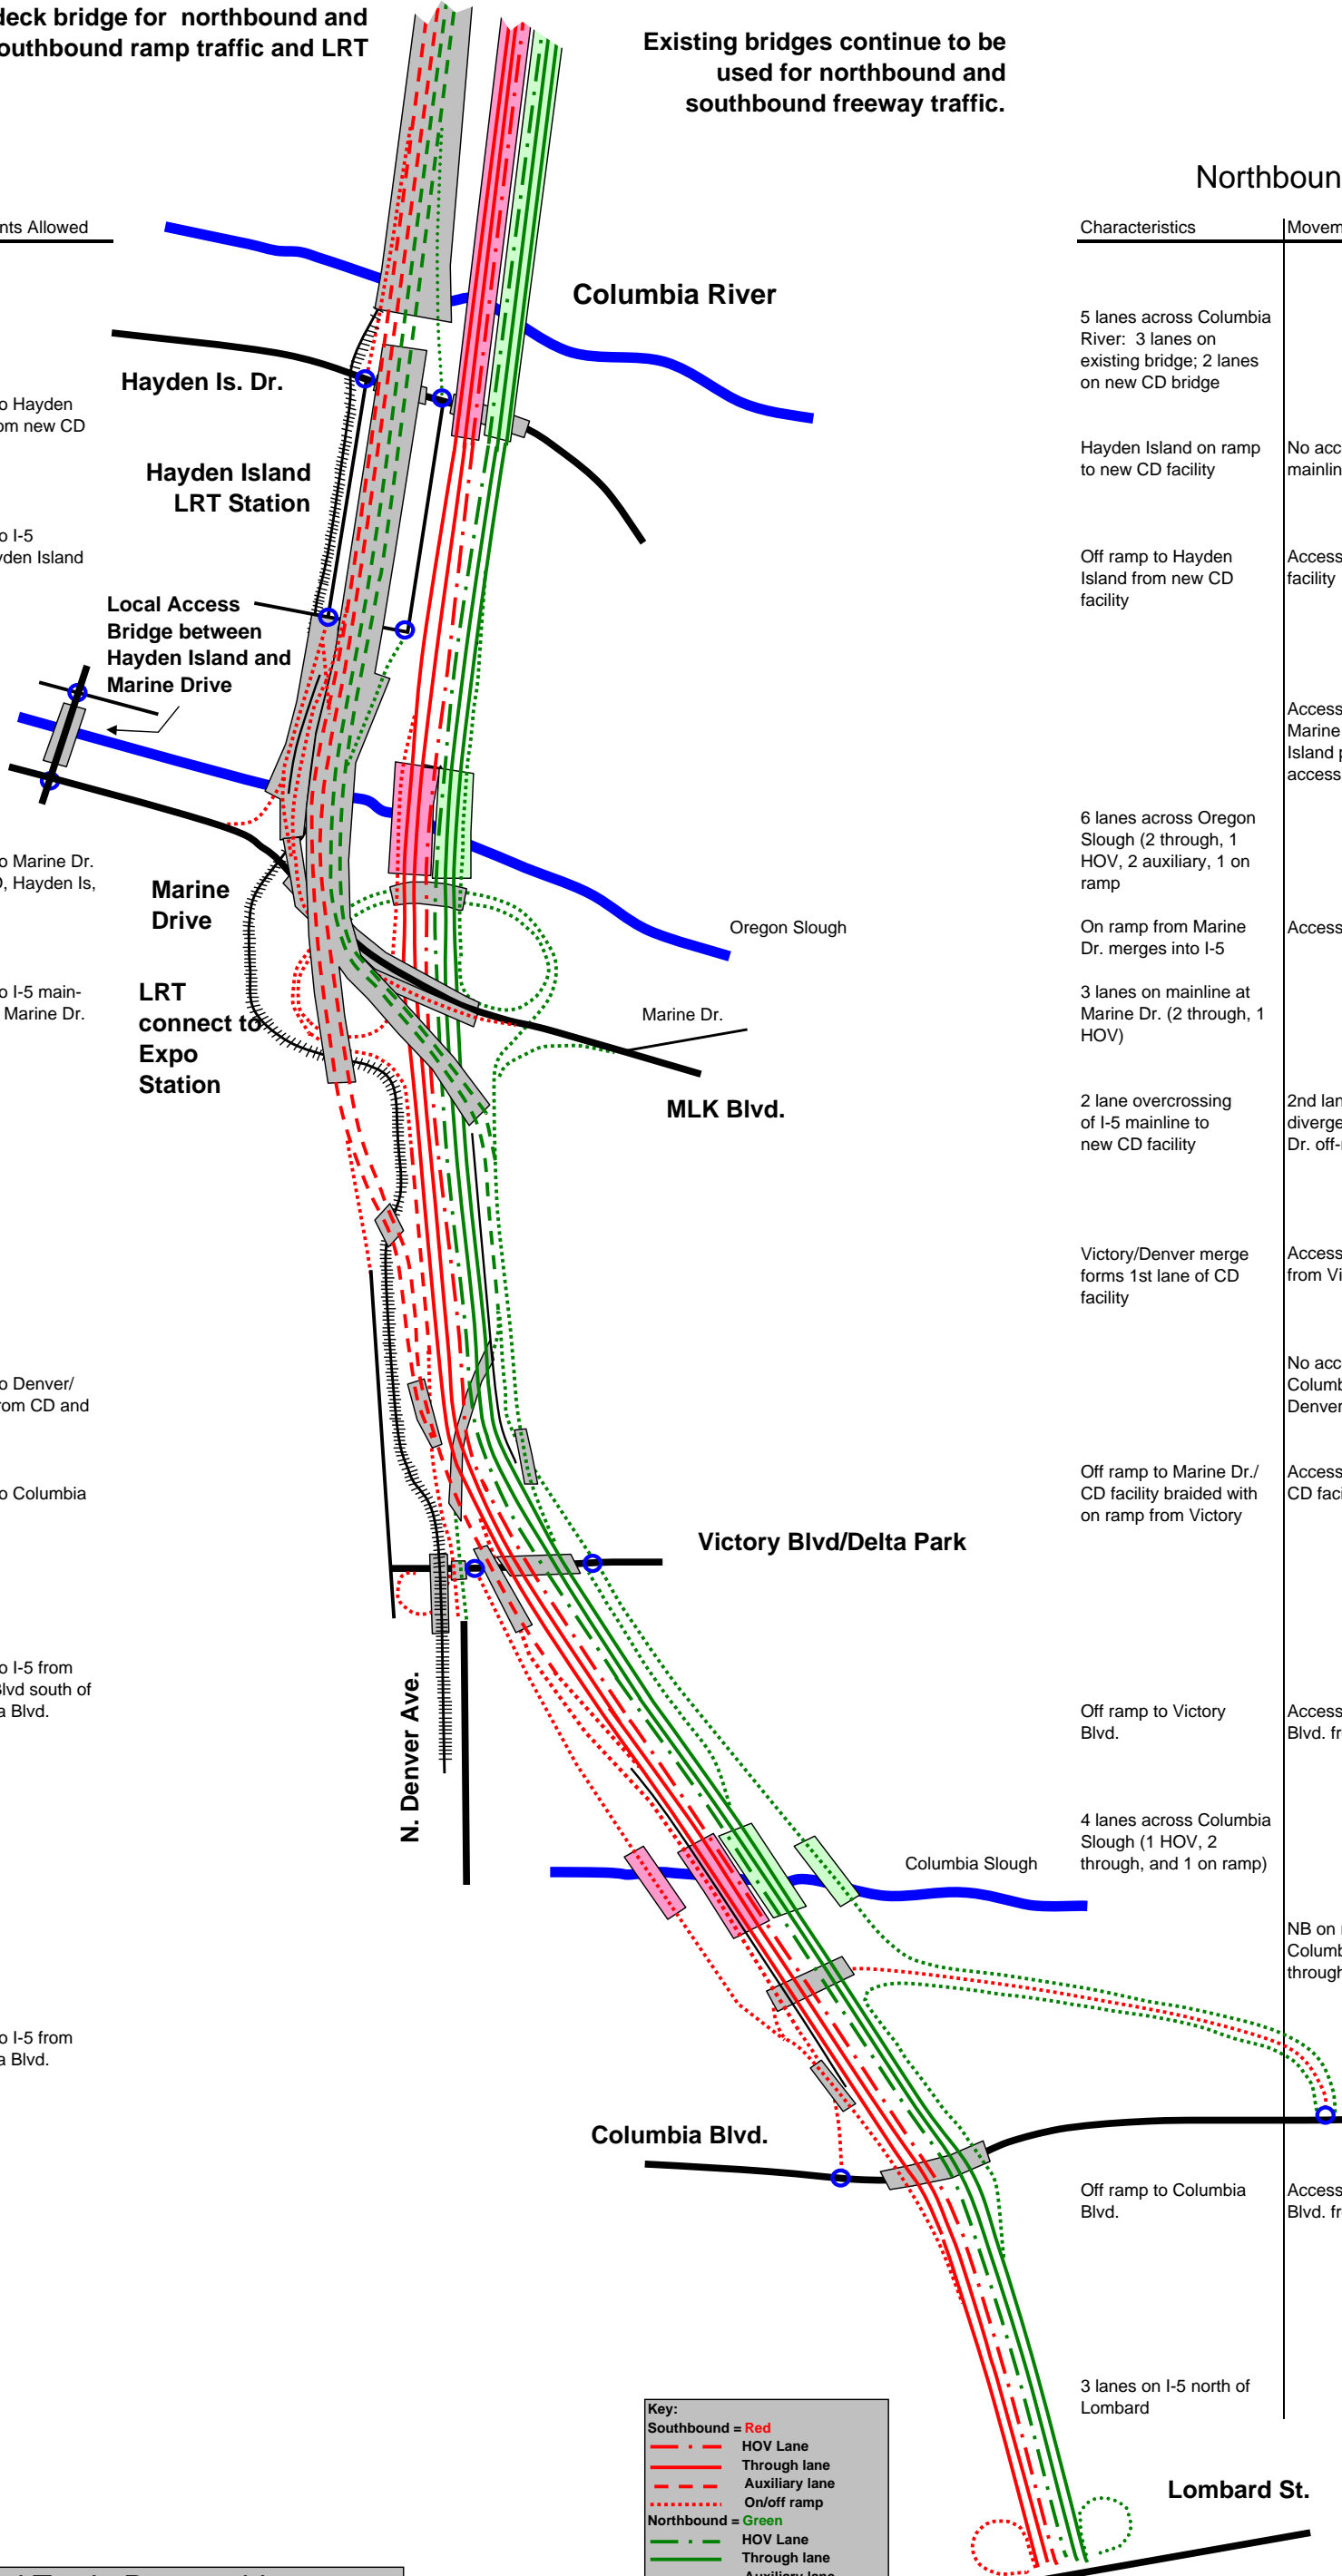 deck bridge for northbound and
southbound ramp traffic and LRT
Existing bridges continue to be
used for northbound and
southbound freeway traffic.
nts Allowed
o Hayden
om new CD
o I-5
yden Island
o Marine Dr.
D, Hayden Is,
o I-5 main-
Marine Dr.
o Denver/
rom CD and
o Columbia
o I-5 from
Blvd south of
a Blvd.
o I-5 from
a Blvd.
Columbia River
Hayden Is. Dr.
Hayden Island
LRT Station
Local Access
Bridge between
Hayden Island and
Marine Drive
Marine
Drive
Oregon Slough
LRT
connect to
Expo
Station
Marine Dr.
MLK Blvd.
Victory Blvd/Delta Park
N. Denver Ave.
Columbia Slough
Columbia Blvd.
Lombard St.
Northboun
Characteristics Movem
5 lanes across Columbia
River: 3 lanes on
existing bridge; 2 lanes
on new CD bridge
Hayden Island on ramp
to new CD facility
No acc
mainlin
Off ramp to Hayden
Island from new CD
facility
Access
facility
Access
Marine
Island p
access
6 lanes across Oregon
Slough (2 through, 1
HOV, 2 auxiliary, 1 on
ramp
On ramp from Marine
Dr. merges into I-5
Access
3 lanes on mainline at
Marine Dr. (2 through, 1
HOV)
2 lane overcrossing
of I-5 mainline to
new CD facility
2nd lan
diverge
Dr. off-r
Victory/Denver merge
forms 1st lane of CD
facility
Access
from Vi
No acc
Columb
Denver
Off ramp to Marine Dr./
CD facility braided with
on ramp from Victory
Access
CD faci
Off ramp to Victory
Blvd.
Access
Blvd. fr
4 lanes across Columbia
Slough (1 HOV, 2
through, and 1 on ramp)
NB on r
Columb
through
Off ramp to Columbia
Blvd.
Access
Blvd. fr
3 lanes on I-5 north of
Lombard
Key:
Southbound = Red
HOV Lane
Through lane
Auxiliary lane
On/off ramp
Northbound = Green
HOV Lane
Through lane
Auxiliary lane